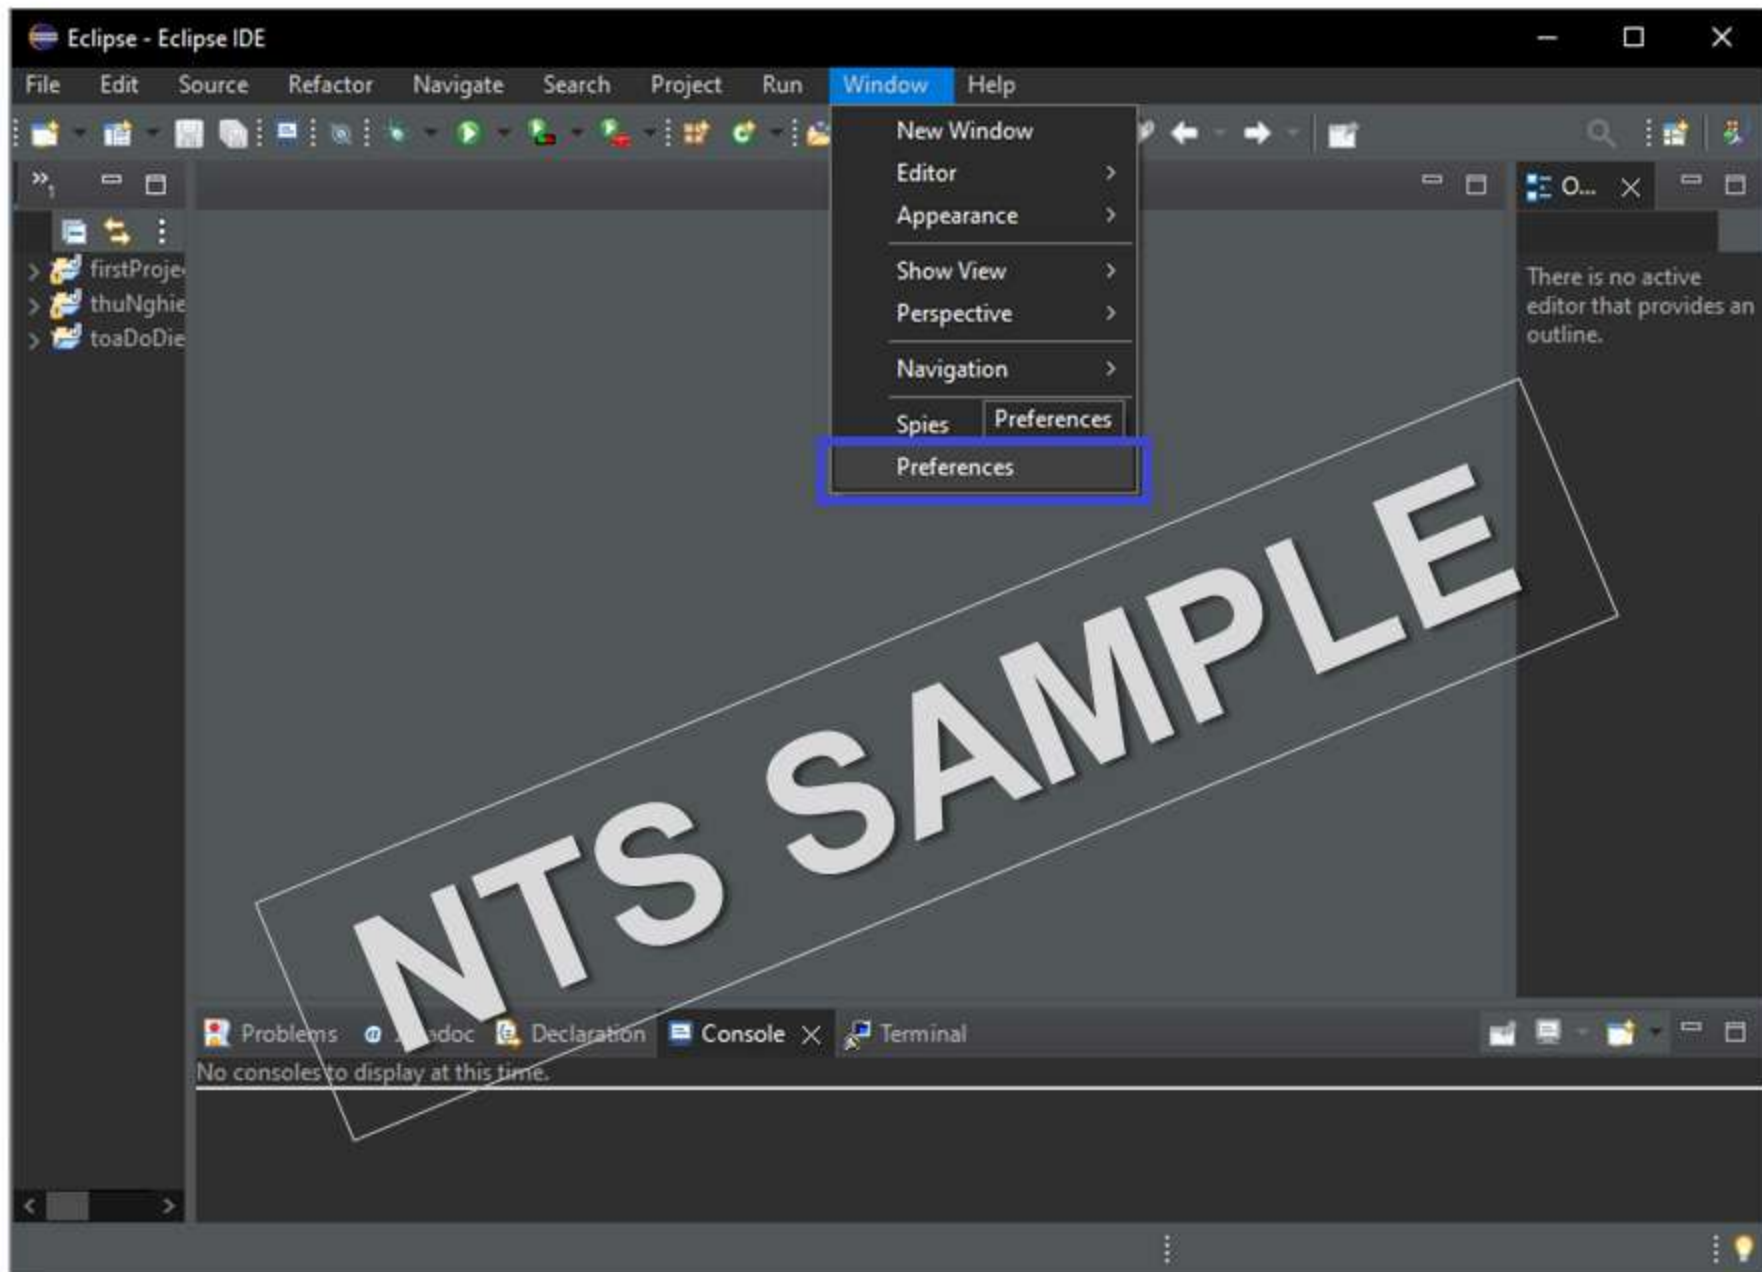 Eclipse - Eclipse IDE
File Edit Source Refactor Navigate Search Project Run Window Help
New Window
Editor
Appearance
Show View
Perspective
Navigation
Spies
Preferences
Preferences
»1
firstProje
thuNghie
toaDoDie
O...
There is no active
editor that provides an
outline.
NTS SAMPLE
Problems @ doc Declaration Console Terminal
No consoles to display at this time.